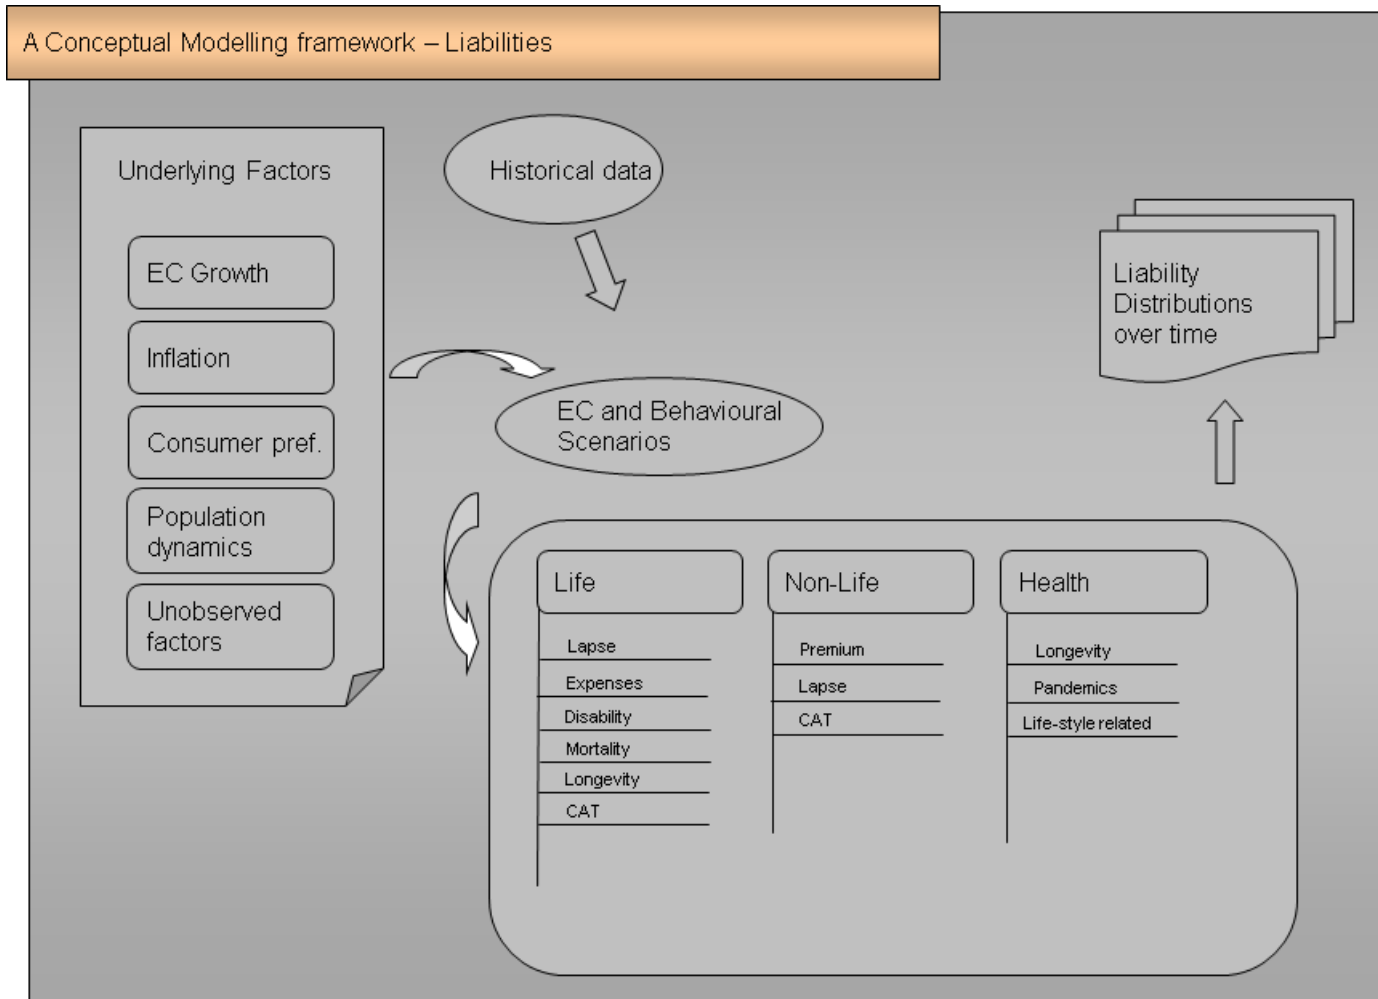 A Conceptual Modelling framework – Liabilities
Underlying Factors
EC Growth
Inflation
Consumer pref.
Population
dynamics
Unobserved
factors
Historical data
EC and Behavioural
Scenarios
Liability
Distributions
over time
Life
Lapse
Expenses
Disability
Mortality
Longevity
CAT
Non-Life
Premium
Lapse
CAT
Health
Longevity
Pandemics
Life-style related